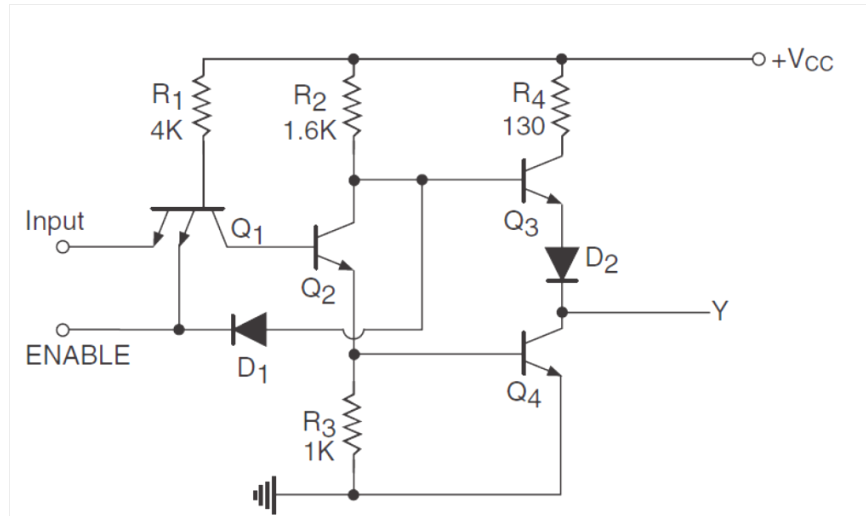 +VCC
R1
4K
R2
1.6K
R4
130
Input
Q1
Q2
Q3
D2
Y
ENABLE
D1
Q4
R3
1K